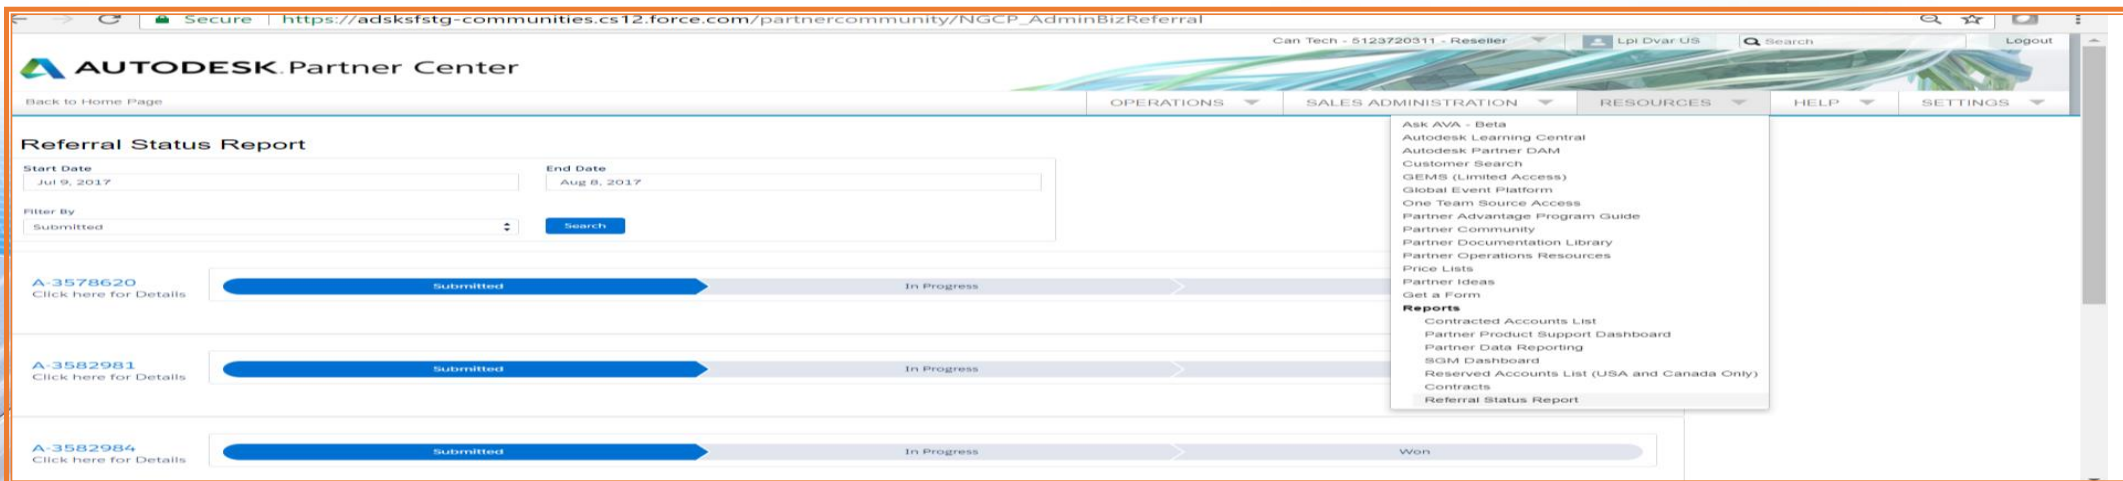 Secure https://adsksfstg-communities.cs12.force.com/partnercommunity/NGCP_AdminBizReferral
Can Tech - 5123720311 - Reseller Lpi Dvar US Search Logout
AUTODESK. Partner Center
Back to Home Page OPERATIONS SALES ADMINISTRATION RESOURCES HELP SETTINGS
Referral Status Report
Start Date End Date
Jul 9, 2017 Aug 8, 2017
Filter By
Submitted Search
A-3578620
Click here for Details
Submitted In Progress
A-3582981
Click here for Details
Submitted In Progress
A-3582984
Click here for Details
Submitted In Progress Won
Ask AVA - Beta
Autodesk Learning Central
Autodesk Partner DAM
Customer Search
GEMS (Limited Access)
Global Event Platform
One Team Source Access
Partner Advantage Program Guide
Partner Community
Partner Documentation Library
Partner Operations Resources
Price Lists
Partner Ideas
Get a Form
Reports
Contracted Accounts List
Partner Product Support Dashboard
Partner Data Reporting
SGM Dashboard
Reserved Accounts List (USA and Canada Only)
Contracts
Referral Status Report